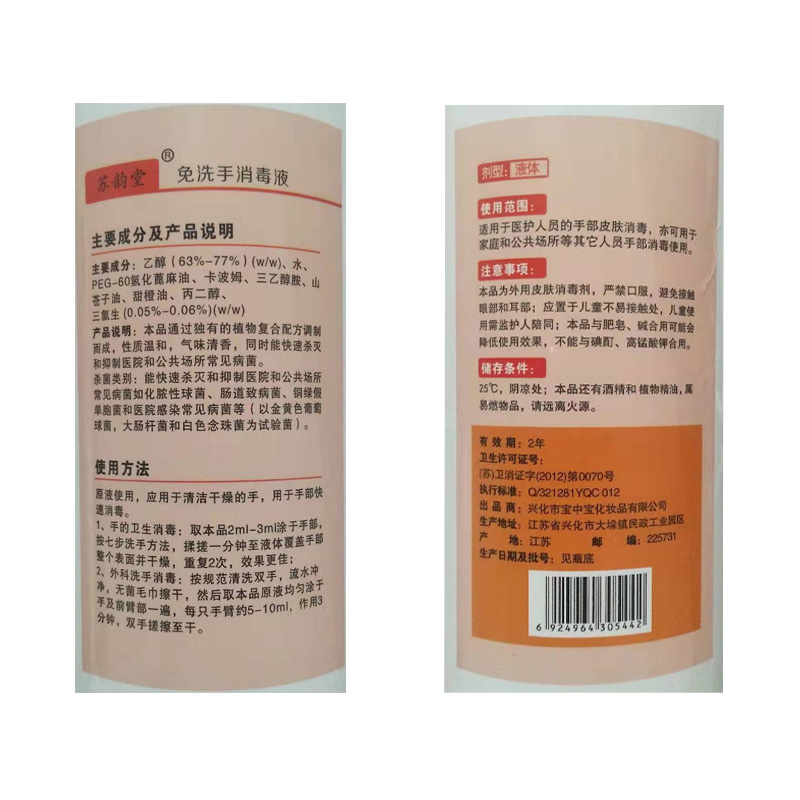 苏韵堂® 免洗手消毒液
主要成分及产品说明
主要成分：乙醇（63%-77%）(w/w)、水、
PEG-60氢化蓖麻油、卡波姆、三乙醇胺、山
苍子油、甜橙油、丙二醇、
三氯生(0.05%-0.06%)(w/w)
产品说明：本品通过独有的植物复合配方调制
而成，性质温和，气味清香，同时能快速杀灭
和抑制医院和公共场所常见病菌。
杀菌类别：能快速杀灭和抑制医院和公共场所
常见病菌如化脓性球菌、肠道致病菌、铜绿假
单胞菌和医院感染常见病菌等（以金黄色葡萄
球菌，大肠杆菌和白色念珠菌为试验菌）。
使用方法
原液使用，应用于清洁干燥的手，用于手部快
速消毒。
1、手的卫生消毒：取本品2ml-3ml涂于手部，
按七步洗手方法，揉搓一分钟至液体覆盖手部
整个表面并干燥，重复2次，效果更佳；
2、外科洗手消毒：按规范清洗双手，流水冲
净，无菌毛巾擦干，然后取本品原液均匀涂于
手及前臂部一遍，每只手臂约5-10ml，作用3
分钟，双手搓擦至干。
剂型：液体
使用范围：
适用于医护人员的手部皮肤消毒，亦可用于
家庭和公共场所等其它人员手部消毒使用。
注意事项：
本品为外用皮肤消毒剂，严禁口服，避免接触
眼部和耳部；应置于儿童不易接触处，儿童使
用需监护人陪同；本品与肥皂、碱合用可能会
降低使用效果，不能与碘酊、高锰酸钾合用。
储存条件：
25℃，阴凉处；本品还有酒精和植物精油，属
易燃物品，请远离火源。
有效期：2年
卫生许可证号：
(苏)卫消证字(2012)第0070号
执行标准：Q/321281YQC 012
出品商：兴化市宝中宝化妆品有限公司
生产地址：江苏省兴化市大垛镇民政工业园区
产地：江苏 邮编：225731
生产日期及批号：见瓶底
6 924964 305442